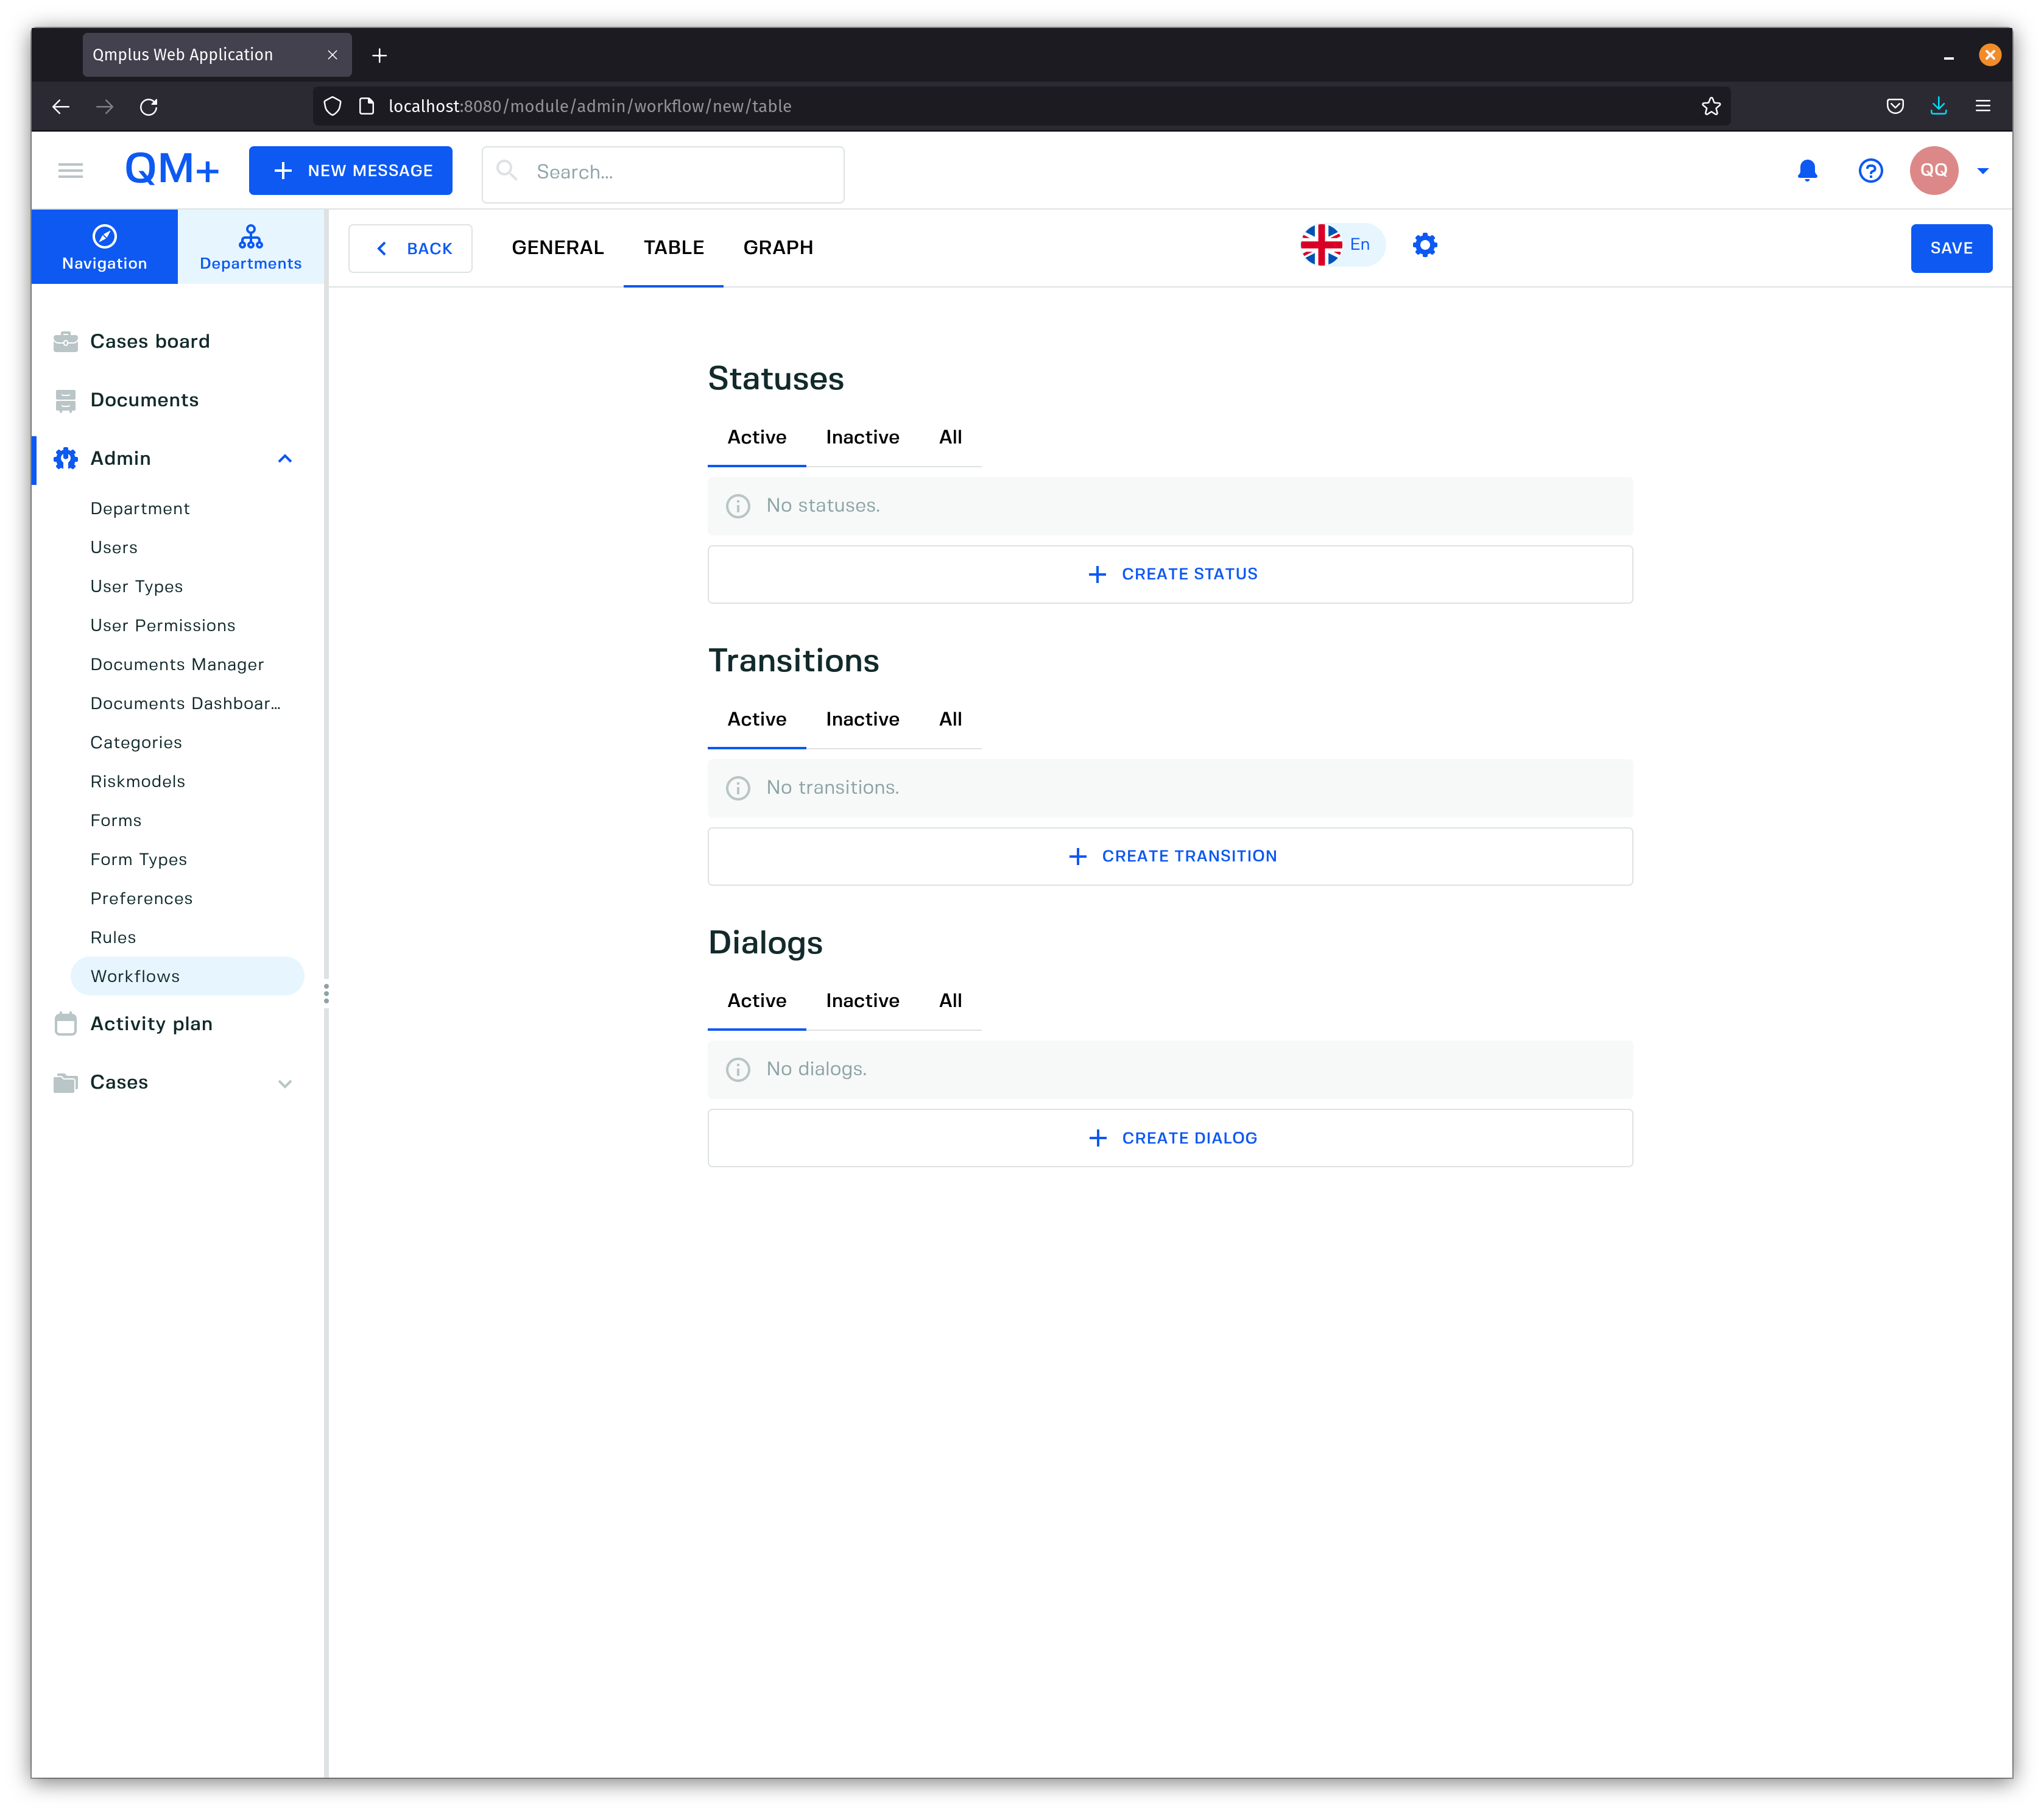 Qmplus Web Application
localhost:8080/module/admin/workflow/new/table
QM+
NEW MESSAGE
Search...
QQ
Navigation
Departments
BACK
GENERAL
TABLE
GRAPH
En
SAVE
Cases board
Documents
Admin
Department
Users
User Types
User Permissions
Documents Manager
Documents Dashboar...
Categories
Riskmodels
Forms
Form Types
Preferences
Rules
Workflows
Activity plan
Cases
Statuses
Active Inactive All
No statuses.
CREATE STATUS
Transitions
Active Inactive All
No transitions.
CREATE TRANSITION
Dialogs
Active Inactive All
No dialogs.
CREATE DIALOG